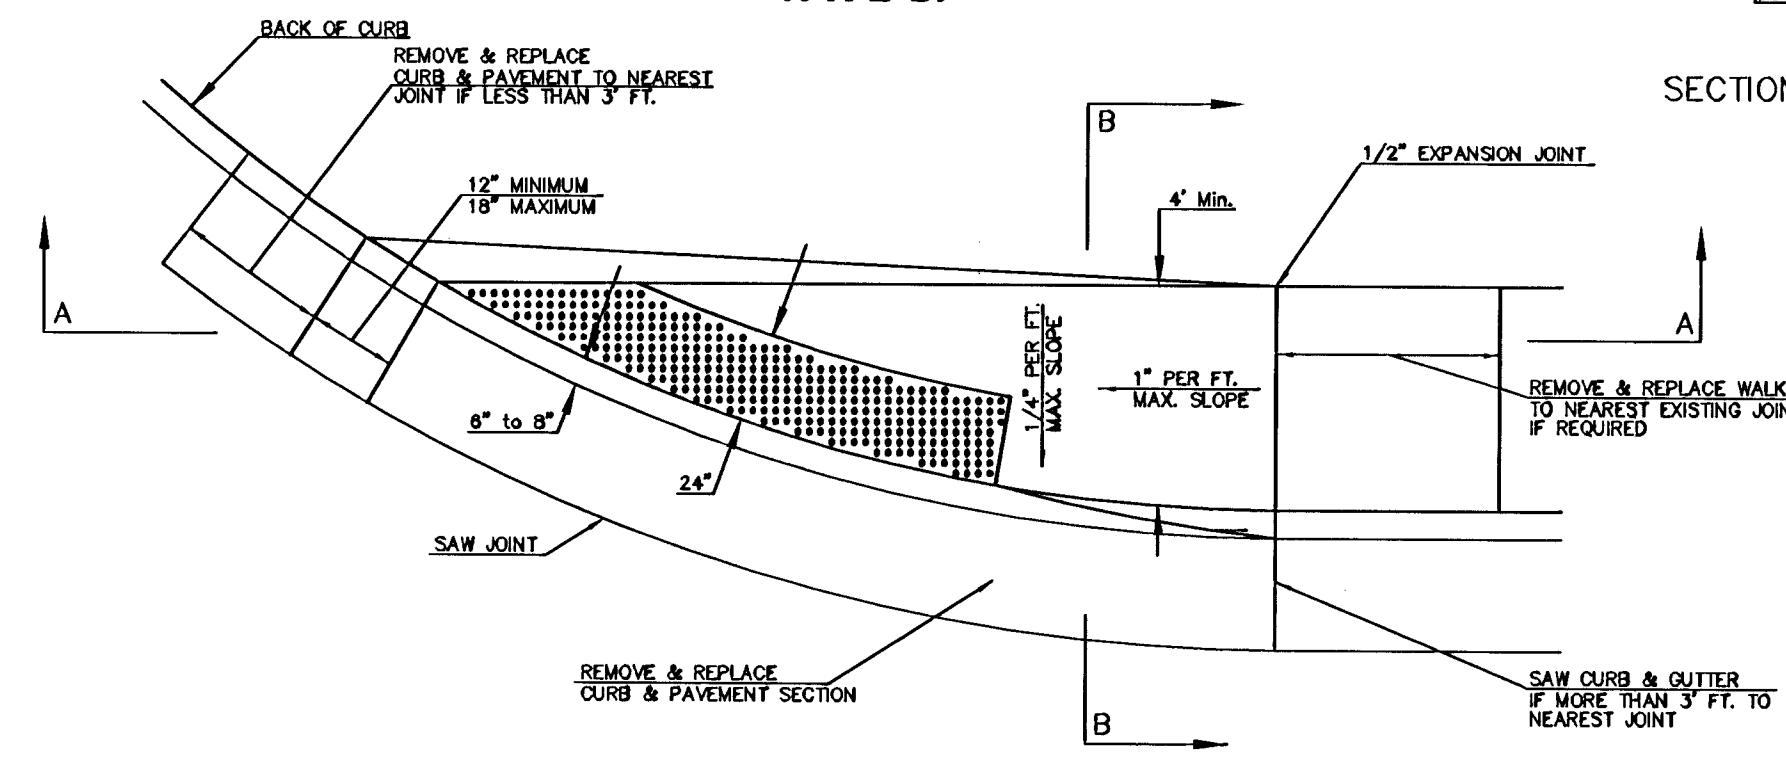 BACK OF CURB
REMOVE & REPLACE
CURB & PAVEMENT TO NEAREST
JOINT IF LESS THAN 3' FT.
SECTION
B
1/2" EXPANSION JOINT
12" MINIMUM
18" MAXIMUM
4' Min.
A
A
1/4" PER FT.
MAX. SLOPE
1" PER FT.
MAX. SLOPE
REMOVE & REPLACE WALK
TO NEAREST EXISTING JOIN
IF REQUIRED
6" to 8"
24"
SAW JOINT
REMOVE & REPLACE
CURB & PAVEMENT SECTION
SAW CURB & GUTTER
IF MORE THAN 3' FT. TO
NEAREST JOINT
B